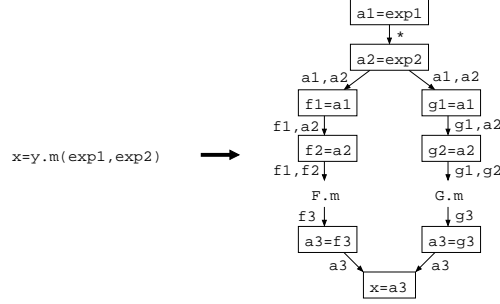 a1=exp1
*
a2=exp2
a1,a2 a1,a2
f1=a1 g1=a1
f1,a2 g1,a2
x=y.m(exp1,exp2)
f2=a2 g2=a2
f1,f2 g1,g2
F.m G.m
f3 g3
a3=f3 a3=g3
a3 a3
x=a3